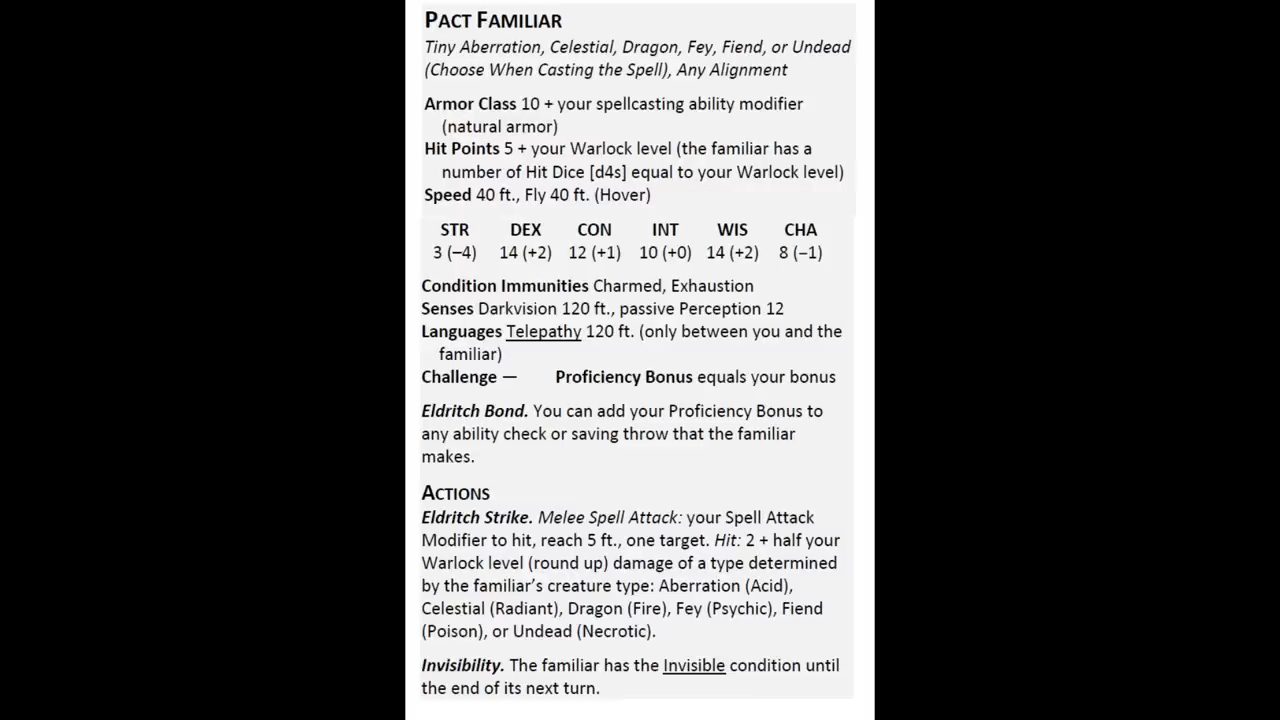 PACT FAMILIAR
Tiny Aberration, Celestial, Dragon, Fey, Fiend, or Undead
(Choose When Casting the Spell), Any Alignment
Armor Class 10 + your spellcasting ability modifier
(natural armor)
Hit Points 5 + your Warlock level (the familiar has a
number of Hit Dice [d4s] equal to your Warlock level)
Speed 40 ft., Fly 40 ft. (Hover)
STR DEX CON INT WIS CHA
3 (−4) 14 (+2) 12 (+1) 10 (+0) 14 (+2) 8 (−1)
Condition Immunities Charmed, Exhaustion
Senses Darkvision 120 ft., passive Perception 12
Languages Telepathy 120 ft. (only between you and the
familiar)
Challenge — Proficiency Bonus equals your bonus
Eldritch Bond. You can add your Proficiency Bonus to
any ability check or saving throw that the familiar
makes.
ACTIONS
Eldritch Strike. Melee Spell Attack: your Spell Attack
Modifier to hit, reach 5 ft., one target. Hit: 2 + half your
Warlock level (round up) damage of a type determined
by the familiar’s creature type: Aberration (Acid),
Celestial (Radiant), Dragon (Fire), Fey (Psychic), Fiend
(Poison), or Undead (Necrotic).
Invisibility. The familiar has the Invisible condition until
the end of its next turn.